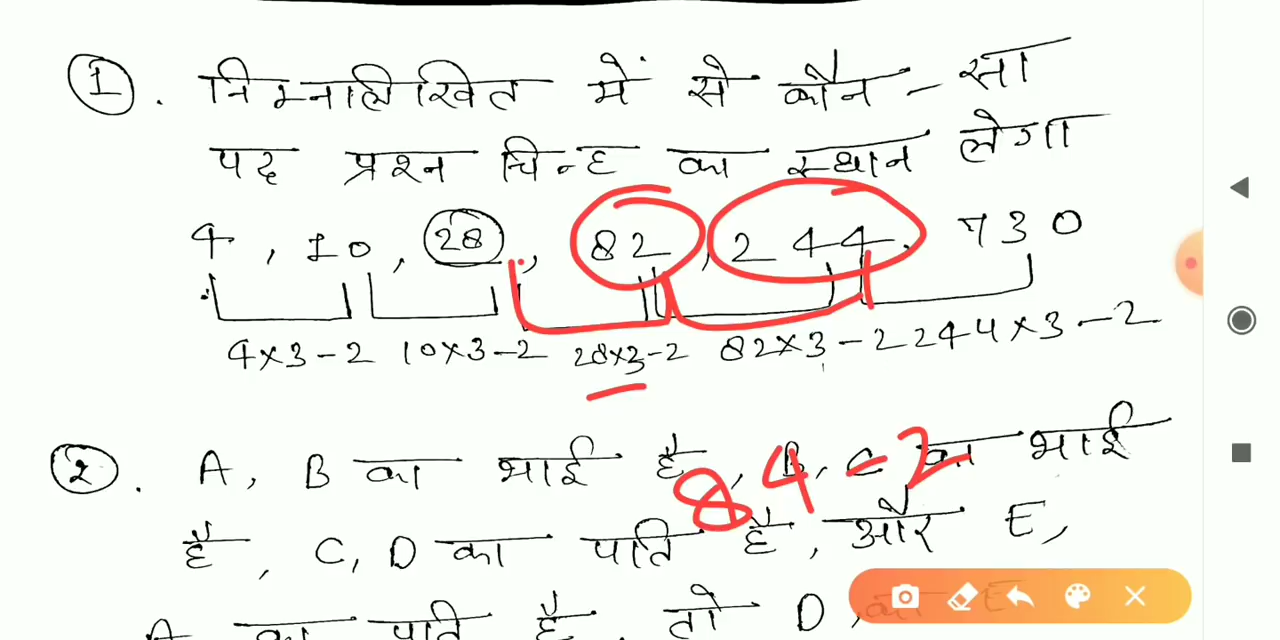 1. निम्नलिखित में से कौन - सा
पद प्रश्न चिन्ह का स्थान लेगा
4, 10, 28, 82, 244, 730
4×3-2 10×3-2 28×3-2 82×3-2 244×3-2
84-2
2. A, B का भाई है, B, C का भाई
है, C, D का पति है, और E,
A का पति है, तो D, का E